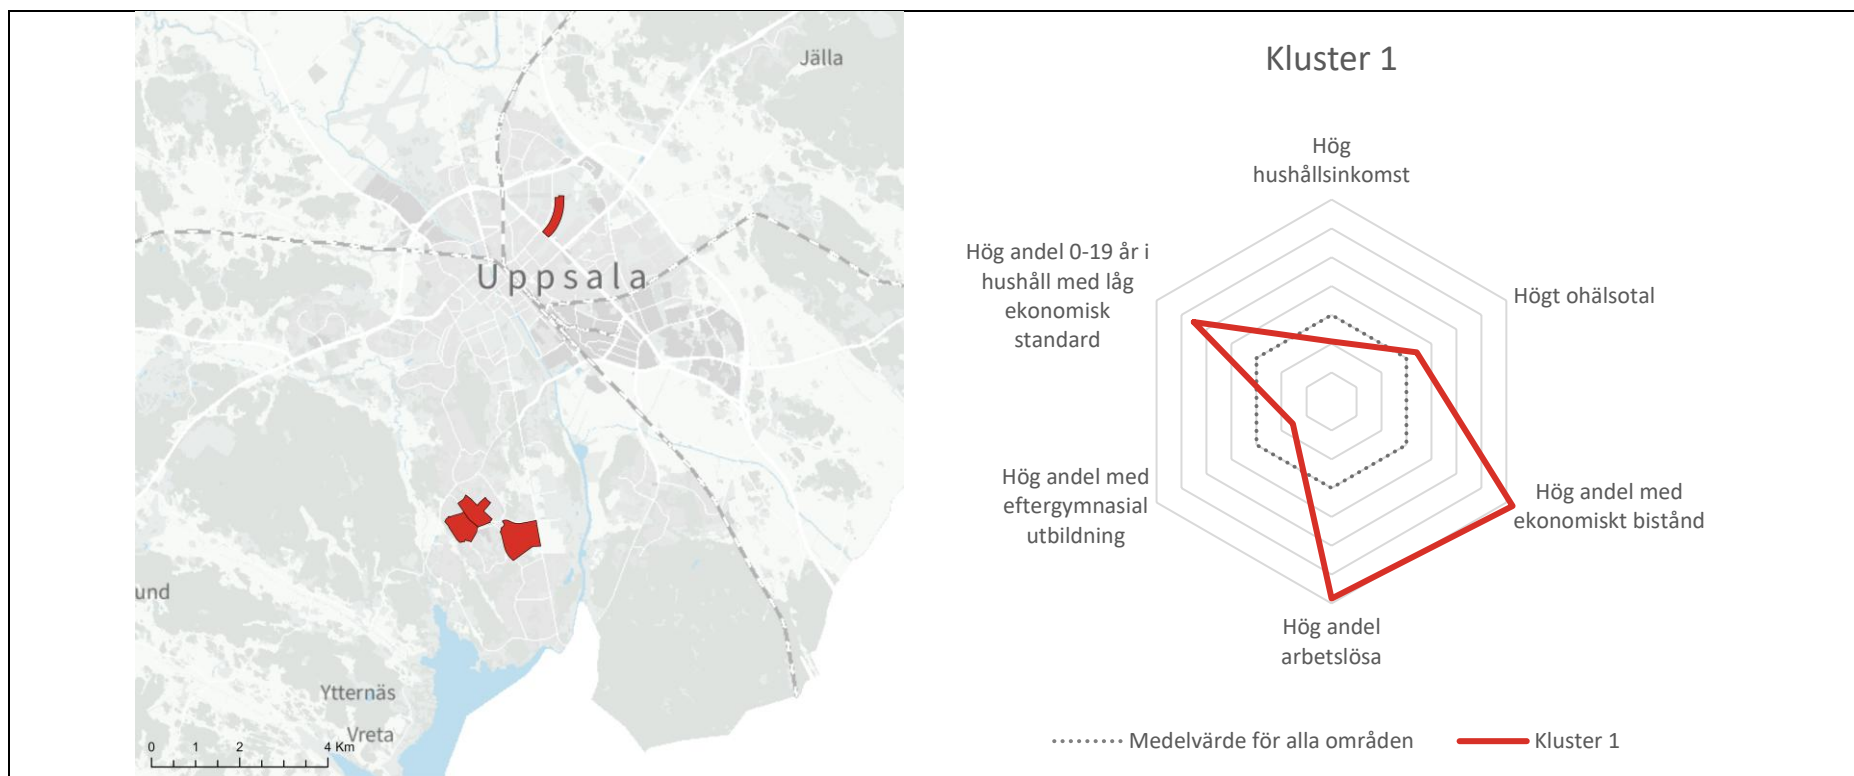 Jälla
Uppsala
und
Ytternäs
Vreta
0 1 2 4 Km
Kluster 1
Hög
hushållsinkomst
Högt ohälsotal
Hög andel med
ekonomiskt bistånd
Hög andel
arbetslösa
Hög andel med
eftergymnasial
utbildning
Hög andel 0-19 år i
hushåll med låg
ekonomisk
standard
Medelvärde för alla områden
Kluster 1